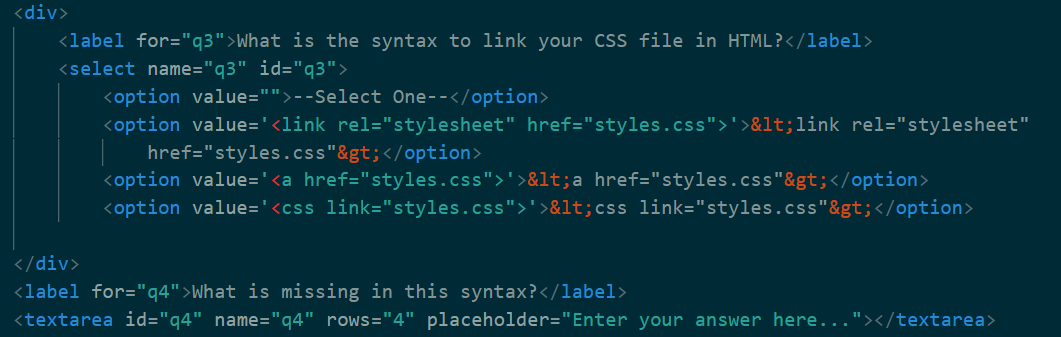 <div>
<label for="q3">What is the syntax to link your CSS file in HTML?</label>
<select name="q3" id="q3">
<option value="">--Select One--</option>
<option value='<link rel="stylesheet" href="styles.css">'>&lt;link rel="stylesheet"
href="styles.css"&gt;</option>
<option value='<a href="styles.css">'>&lt;a href="styles.css"&gt;</option>
<option value='<css link="styles.css">'>&lt;css link="styles.css"&gt;</option>
</div>
<label for="q4">What is missing in this syntax?</label>
<textarea id="q4" name="q4" rows="4" placeholder="Enter your answer here..."></textarea>